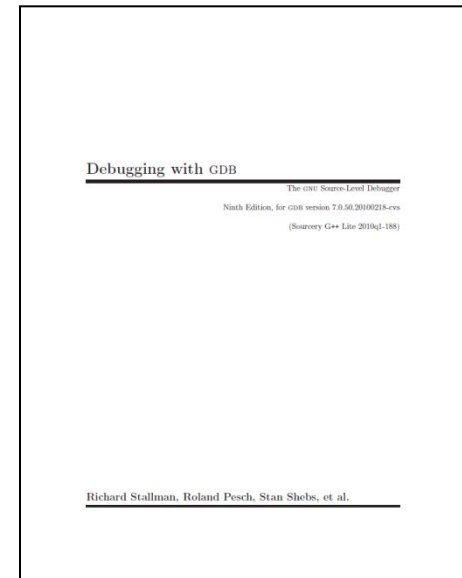 Debugging with GDB
The GNU Source-Level Debugger
Ninth Edition, for GDB version 7.0.50.20100218-cvs
(Sourcery G++ Lite 2010q1-188)
Richard Stallman, Roland Pesch, Stan Shebs, et al.